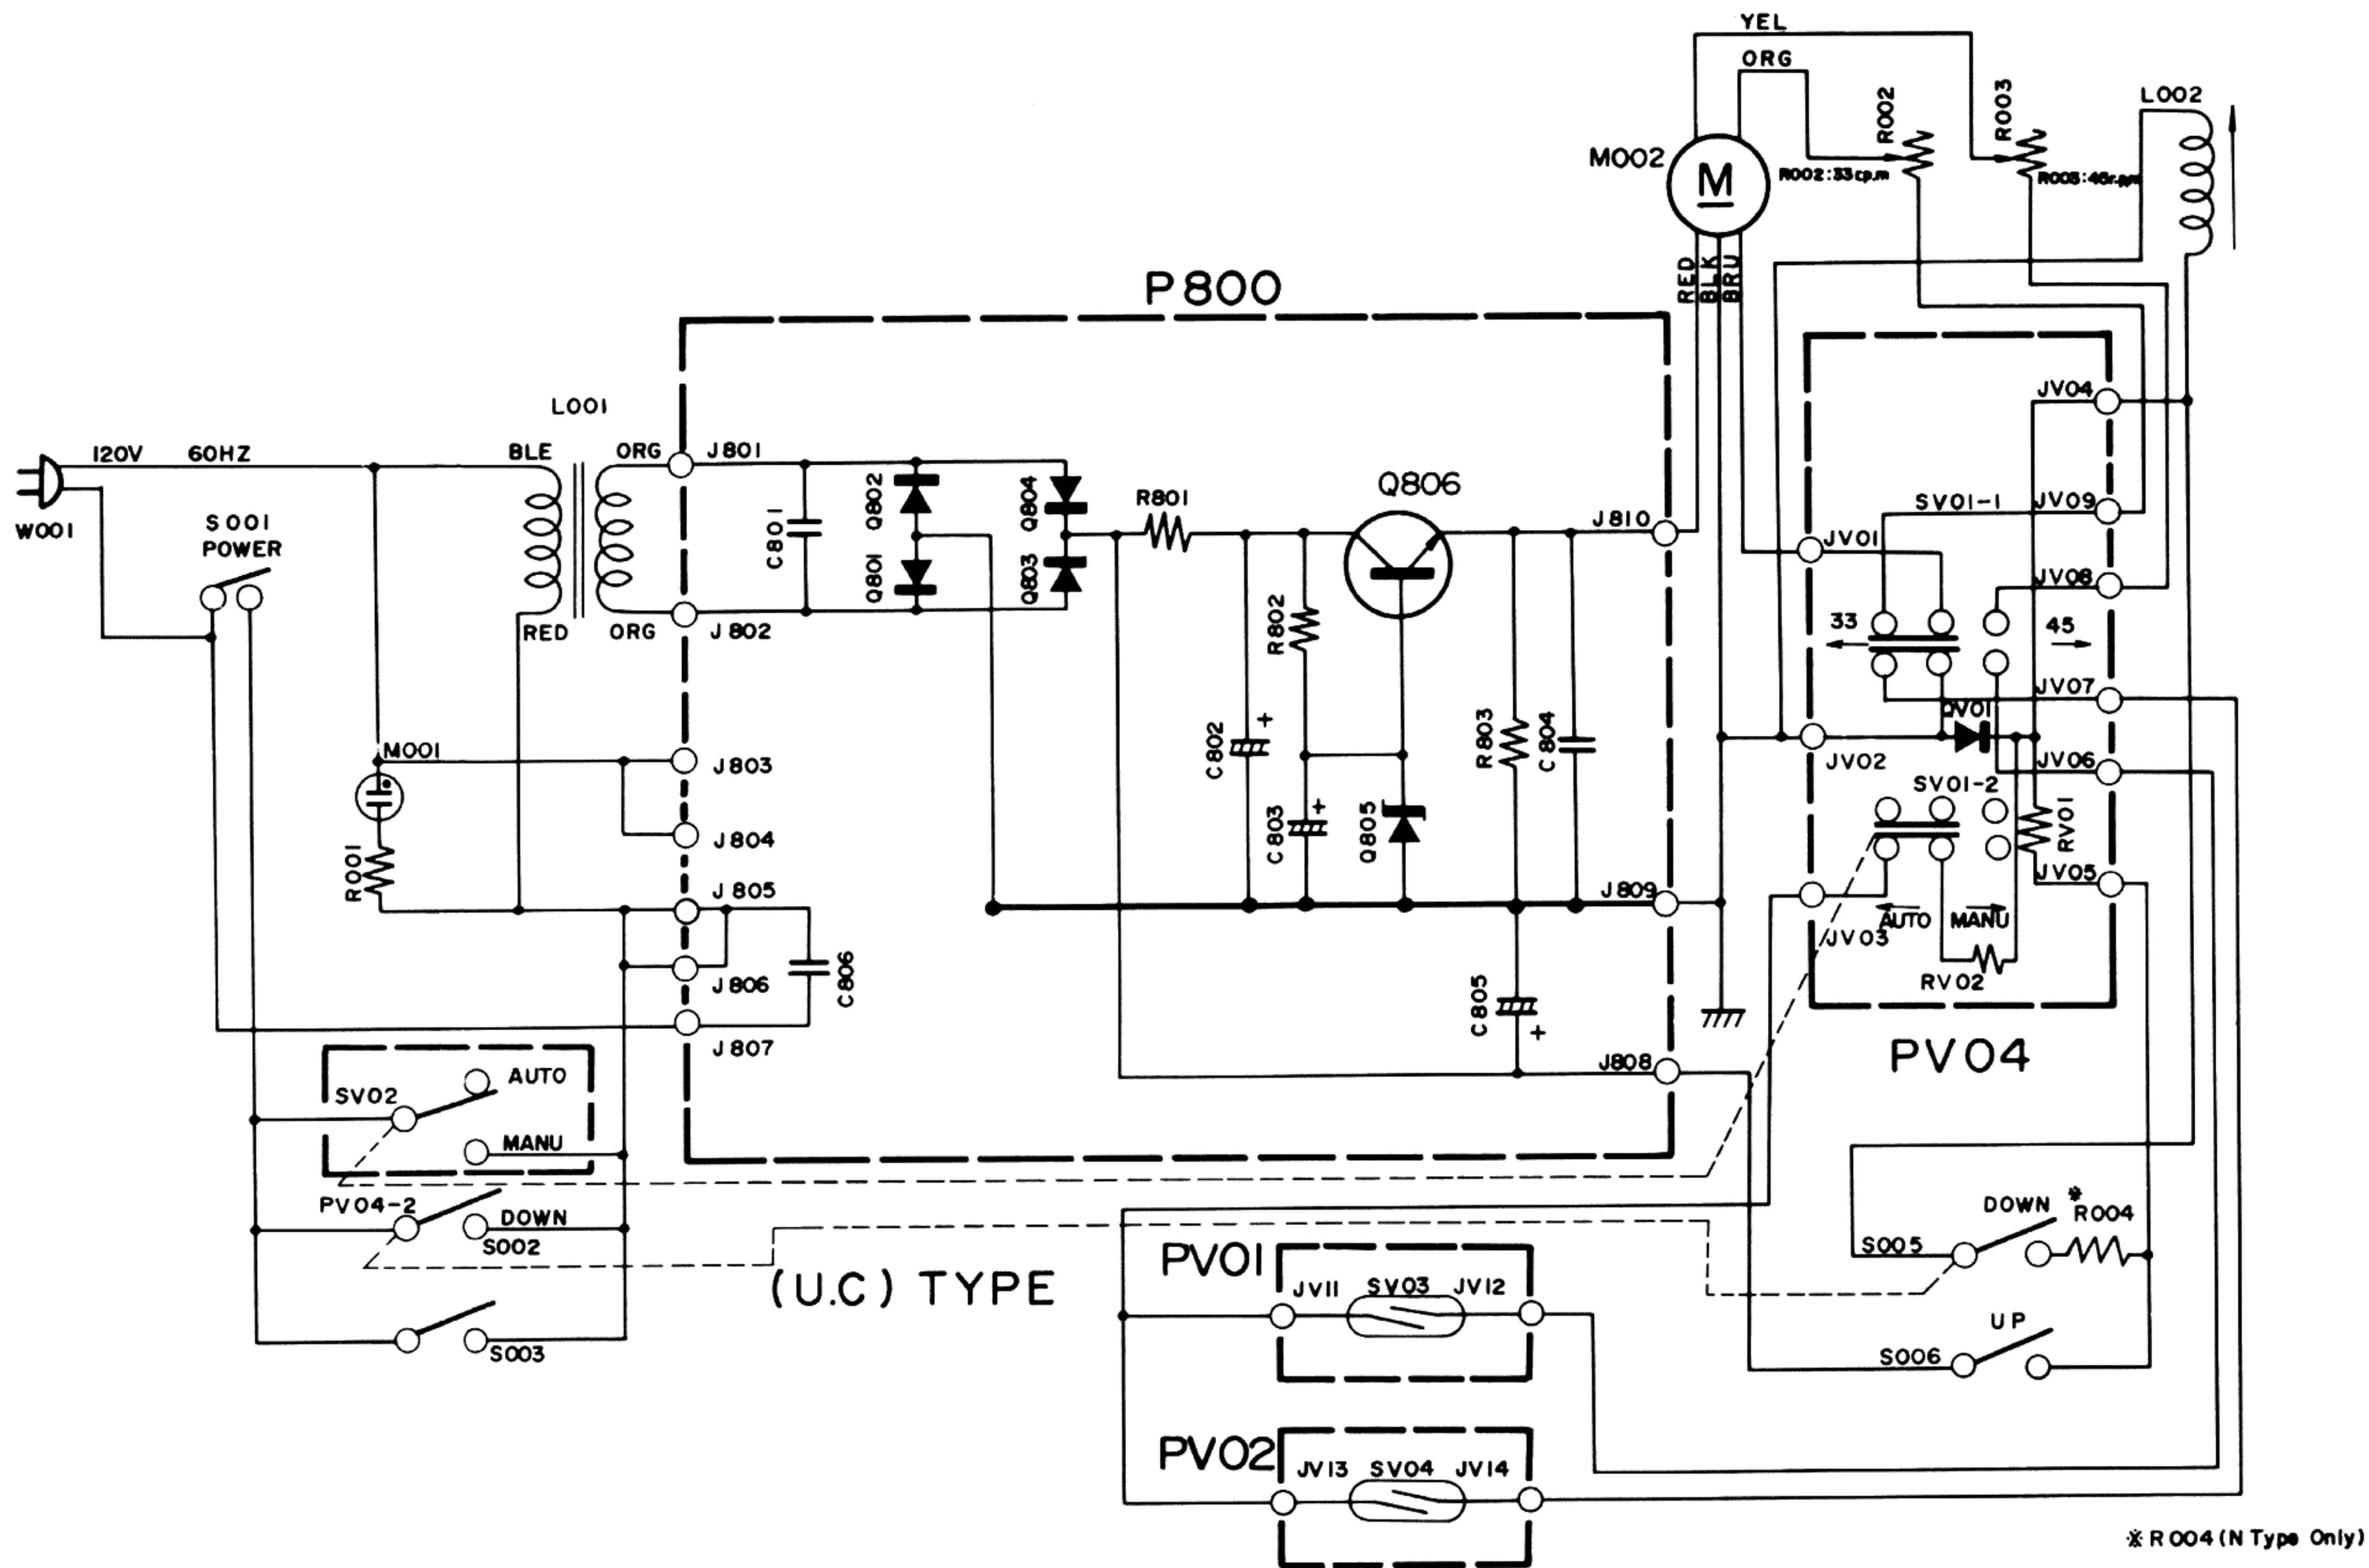 YEL
ORG
R002
R003
L002
M002
M
R002:33
RED
BLK
BRU
P800
JV04
L001
120V 60HZ
BLE
ORG
J801
Q802
Q804
R801
Q806
SV01-1
JV09
W001
S001
POWER
C801
J810
JV01
Q801
Q803
JV08
RED
ORG
J802
R802
33
45
JV07
QV01
M001
J803
C802
+
R803
C804
JV02
JV06
SV01-2
J804
C803
+
Q805
RV01
R001
J805
J809
JV05
AUTO
MANU
JV03
J806
C806
RV02
C805
+
J807
J808
PV04
AUTO
SV02
MANU
PV04-2
DOWN
S002
DOWN
※
R004
S005
PV01
(U.C) TYPE
JV11
SV03
JV12
UP
S003
S006
PV02
JV13
SV04
JV14
※ R004 (N Type Only)